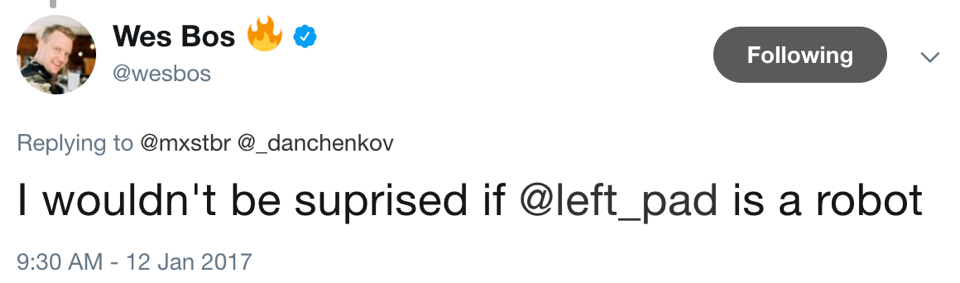 Wes Bos 🔥
@wesbos
Following
Replying to @mxstbr @_danchenkov
I wouldn't be suprised if @left_pad is a robot
9:30 AM - 12 Jan 2017